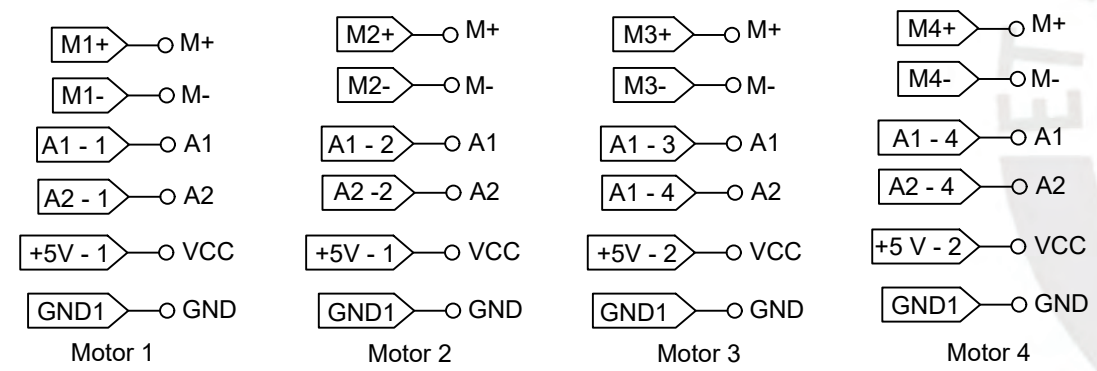 M1+ M+ M2+ M+ M3+ M+ M4+ M+
M1- M- M2- M- M3- M- M4- M-
A1 - 1 A1 A1 - 2 A1 A1 - 3 A1 A1 - 4 A1
A2 - 1 A2 A2 -2 A2 A1 - 4 A2 A2 - 4 A2
+5V - 1 VCC +5V - 1 VCC +5V - 2 VCC +5 V - 2 VCC
GND1 GND GND1 GND GND1 GND GND1 GND
Motor 1 Motor 2 Motor 3 Motor 4
ET